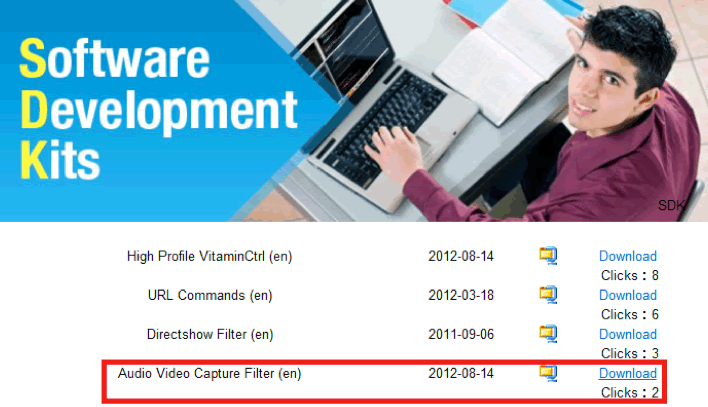 Software
Development
Kits
SDK
High Profile VitaminCtrl (en) 2012-08-14 Download
Clicks : 8
URL Commands (en) 2012-03-18 Download
Clicks : 6
Directshow Filter (en) 2011-09-06 Download
Clicks : 3
Audio Video Capture Filter (en) 2012-08-14 Download
Clicks : 2